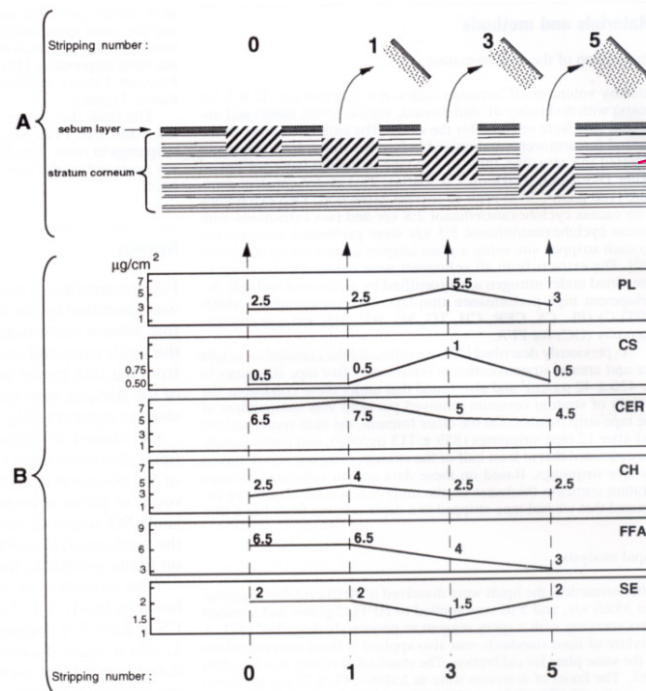 Stripping number : 0 1 3 5
A
sebum layer
stratum corneum
B
µg/cm2
7 5 3 1 2.5 2.5 5.5 3 PL
1 0.75 0.50 0.5 0.5 1 0.5 CS
7 5 3 1 6.5 7.5 5 4.5 CER
7 5 3 1 2.5 4 2.5 2.5 CH
9 6 3 6.5 6.5 4 3 FFA
2 1.5 1 2 2 1.5 2 SE
Stripping number : 0 1 3 5